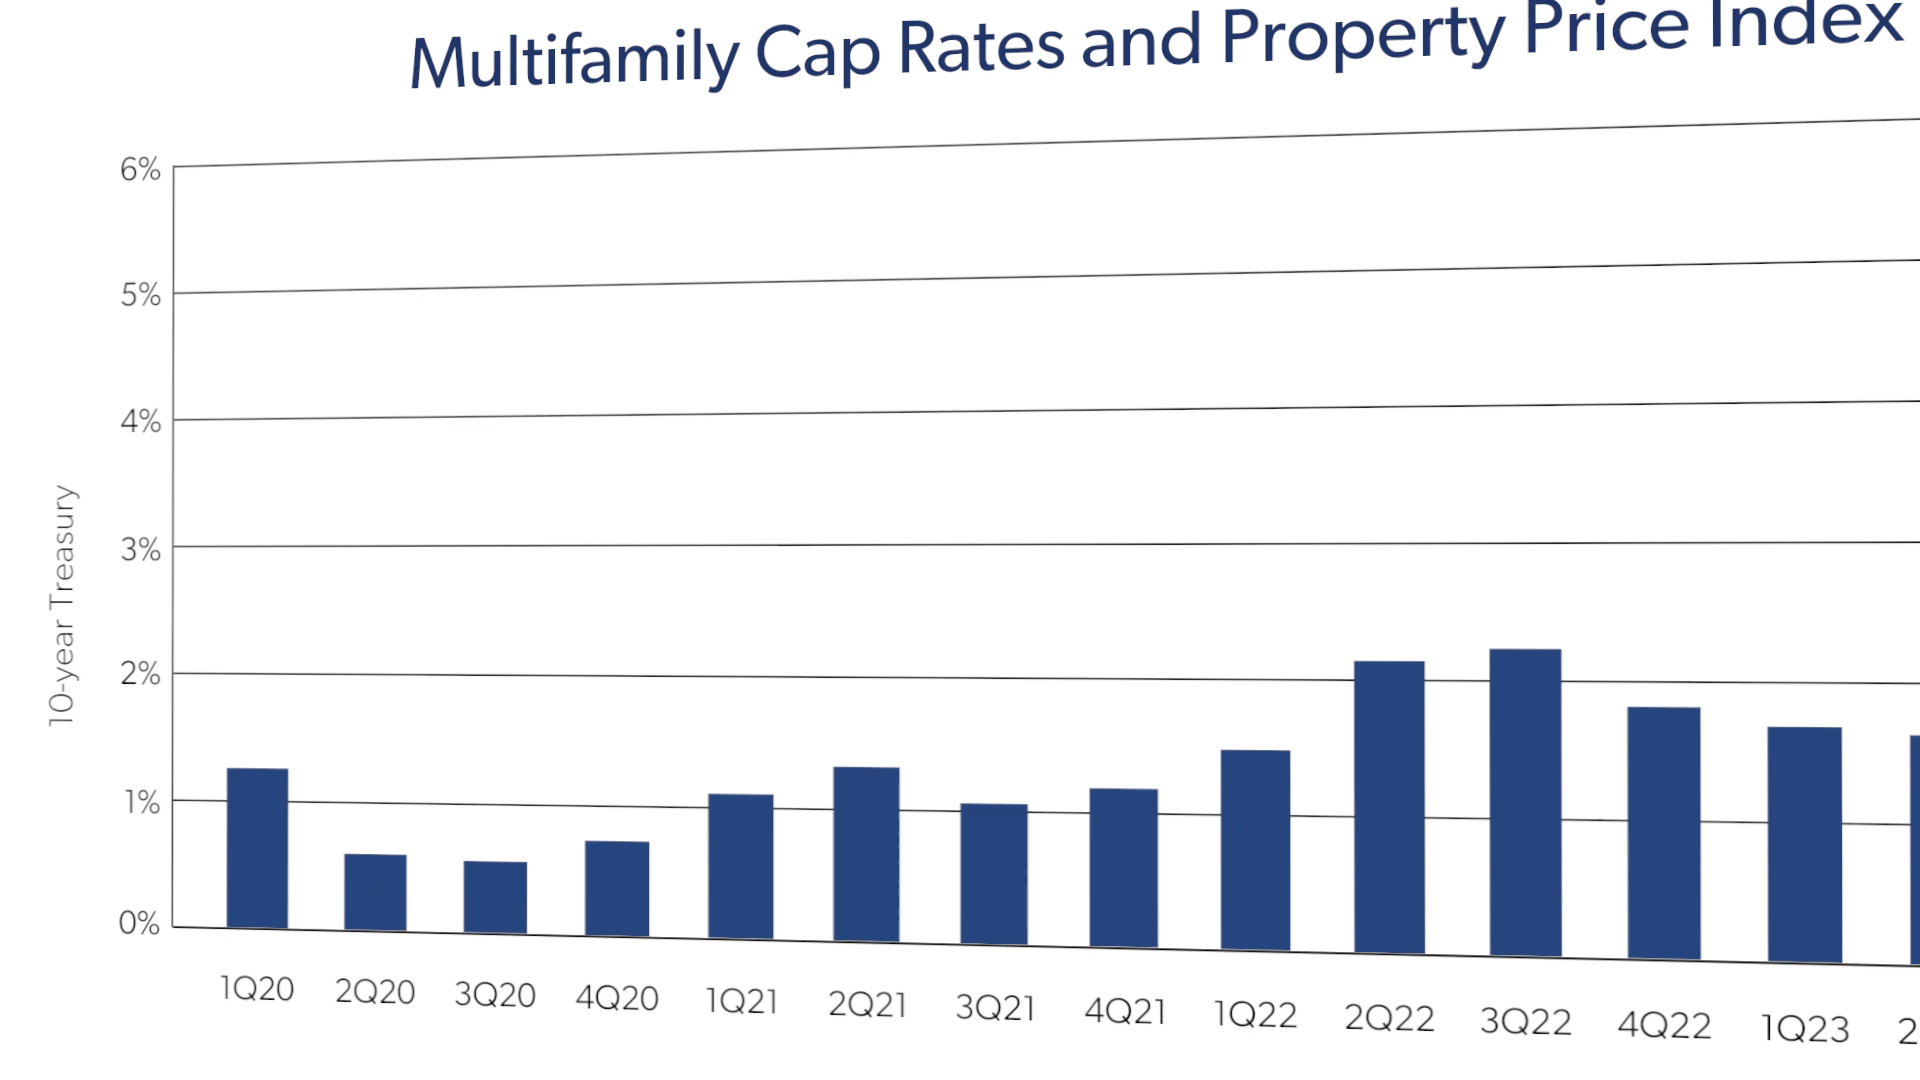 Multifamily Cap Rates and Property Price Index
6%
5%
4%
3%
2%
1%
0%
10-year Treasury
1Q20 2Q20 3Q20 4Q20 1Q21 2Q21 3Q21 4Q21 1Q22 2Q22 3Q22 4Q22 1Q23